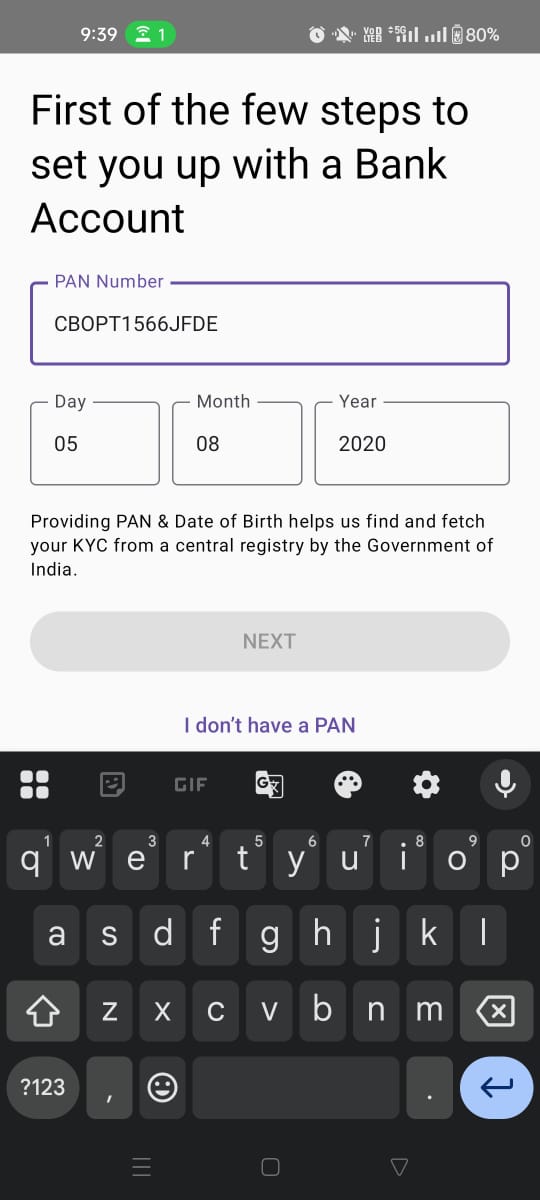 9:39 1 VoD LTEB 5G 80%
First of the few steps to
set you up with a Bank
Account
PAN Number
CBOPT1566JFDE
Day Month Year
05 08 2020
Providing PAN & Date of Birth helps us find and fetch
your KYC from a central registry by the Government of
India.
NEXT
I don't have a PAN
GIF G
1 2 3 4 5 6 7 8 9 0
q w e r t y u i o p
a s d f g h j k l
z x c v b n m
?123 , .